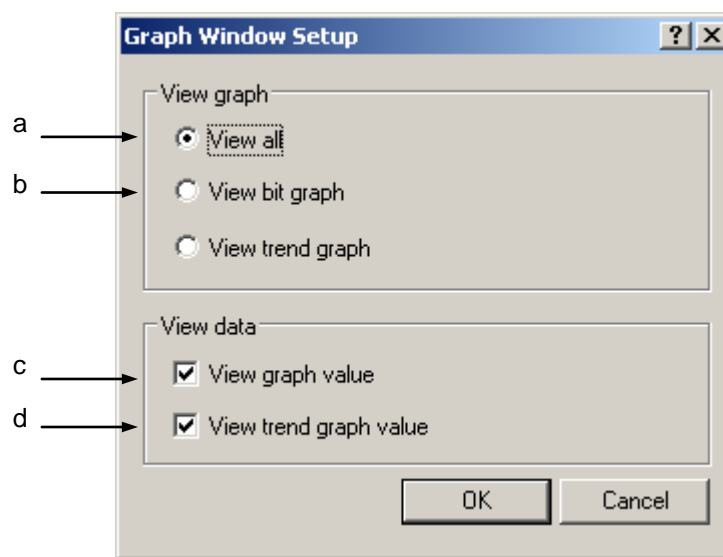 Graph Window Setup
View graph
a
View all
b
View bit graph
View trend graph
View data
c
View graph value
d
View trend graph value
OK Cancel